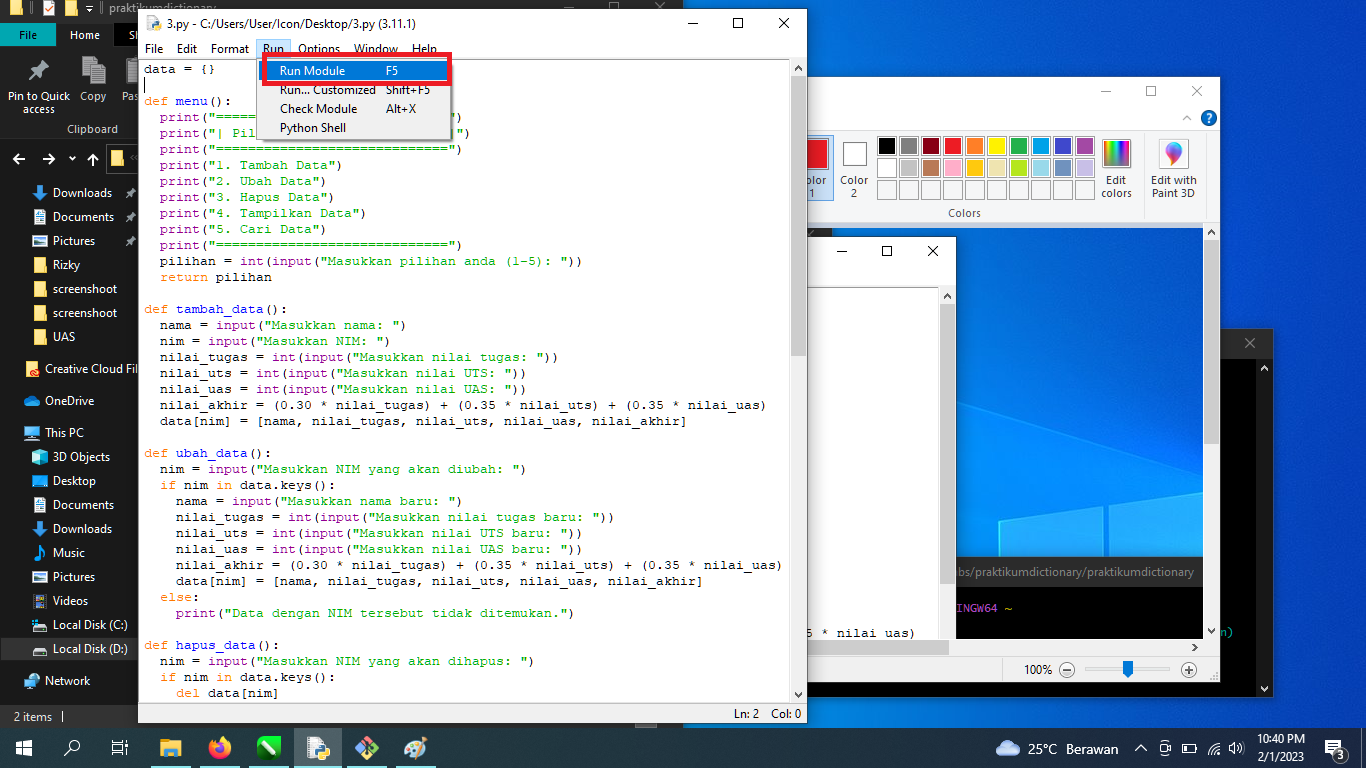 praktikumdictionary
File
Home
Sh
Pin to Quick access
Copy
Pas
Clipboard
Downloads
Documents
Pictures
Rizky
screenshoot
screenshoot
UAS
Creative Cloud Fil
OneDrive
This PC
3D Objects
Desktop
Documents
Downloads
Music
Pictures
Videos
Local Disk (C:)
Local Disk (D:)
Network
2 items
3.py - C:/Users/User/Icon/Desktop/3.py (3.11.1)
File Edit Format Run Options Window Help
Run Module F5
Run... Customized Shift+F5
Check Module Alt+X
Python Shell
data = {}
def menu():
print("============================")
print("| Pil |")
print("=============================")
print("1. Tambah Data")
print("2. Ubah Data")
print("3. Hapus Data")
print("4. Tampilkan Data")
print("5. Cari Data")
print("=============================")
pilihan = int(input("Masukkan pilihan anda (1-5): "))
return pilihan
def tambah_data():
nama = input("Masukkan nama: ")
nim = input("Masukkan NIM: ")
nilai_tugas = int(input("Masukkan nilai tugas: "))
nilai_uts = int(input("Masukkan nilai UTS: "))
nilai_uas = int(input("Masukkan nilai UAS: "))
nilai_akhir = (0.30 * nilai_tugas) + (0.35 * nilai_uts) + (0.35 * nilai_uas)
data[nim] = [nama, nilai_tugas, nilai_uts, nilai_uas, nilai_akhir]
def ubah_data():
nim = input("Masukkan NIM yang akan diubah: ")
if nim in data.keys():
nama = input("Masukkan nama baru: ")
nilai_tugas = int(input("Masukkan nilai tugas baru: "))
nilai_uts = int(input("Masukkan nilai UTS baru: "))
nilai_uas = int(input("Masukkan nilai UAS baru: "))
nilai_akhir = (0.30 * nilai_tugas) + (0.35 * nilai_uts) + (0.35 * nilai_uas)
data[nim] = [nama, nilai_tugas, nilai_uts, nilai_uas, nilai_akhir]
else:
print("Data dengan NIM tersebut tidak ditemukan.")
def hapus_data():
nim = input("Masukkan NIM yang akan dihapus: ")
if nim in data.keys():
del data[nim]
Ln: 2 Col: 0
olor 1
Color 2
Edit colors
Edit with Paint 3D
Colors
bs/praktikumdictionary/praktikumdictionary
INGW64 ~
5 * nilai_uas)
n)
100%
25°C Berawan
10:40 PM
2/1/2023
3